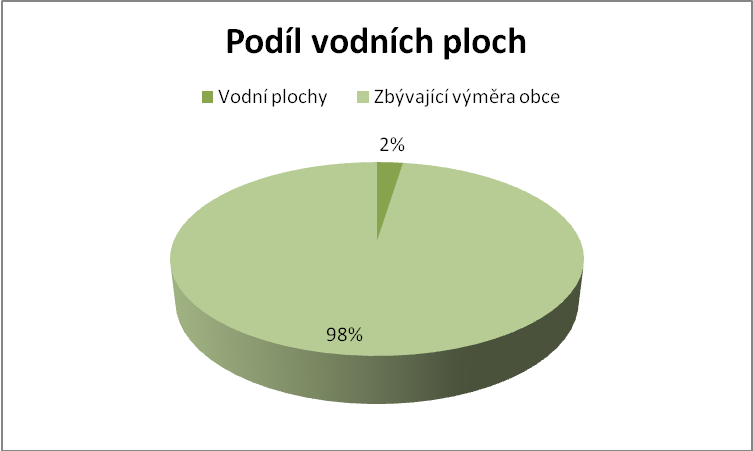 Podíl vodních ploch
Vodní plochy
Zbývající výměra obce
2%
98%